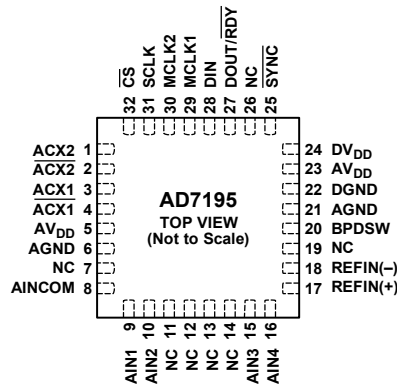 32 CS
31 SCLK
30 MCLK2
29 MCLK1
28 DIN
27 DOUT/RDY
26 NC
25 SYNC
ACX2 1
ACX2 2
ACX1 3
ACX1 4
AVDD 5
AGND 6
NC 7
AINCOM 8
AD7195
TOP VIEW
(Not to Scale)
24 DVDD
23 AVDD
22 DGND
21 AGND
20 BPDSW
19 NC
18 REFIN(–)
17 REFIN(+)
AIN1 9
AIN2 10
NC 11
NC 12
NC 13
NC 14
AIN3 15
AIN4 16